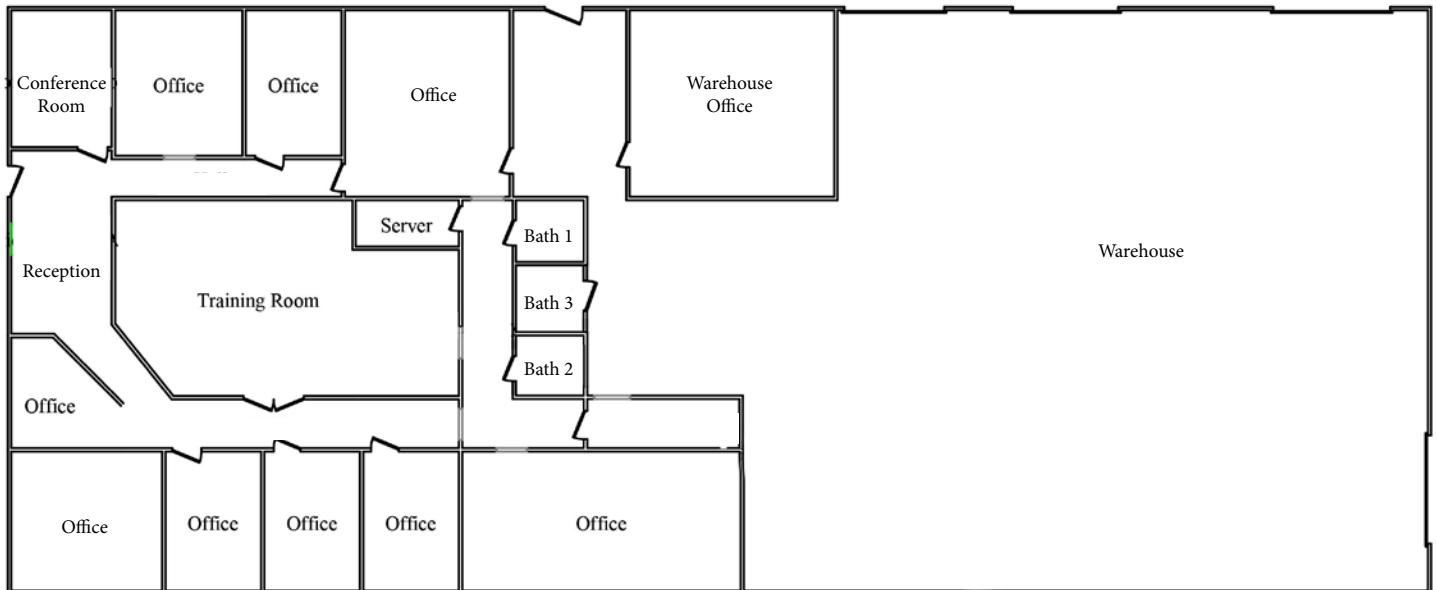 Conference
Room
Office
Office
Office
Warehouse
Office
Server
Bath 1
Warehouse
Reception
Training Room
Bath 3
Bath 2
Office
Office
Office
Office
Office
Office